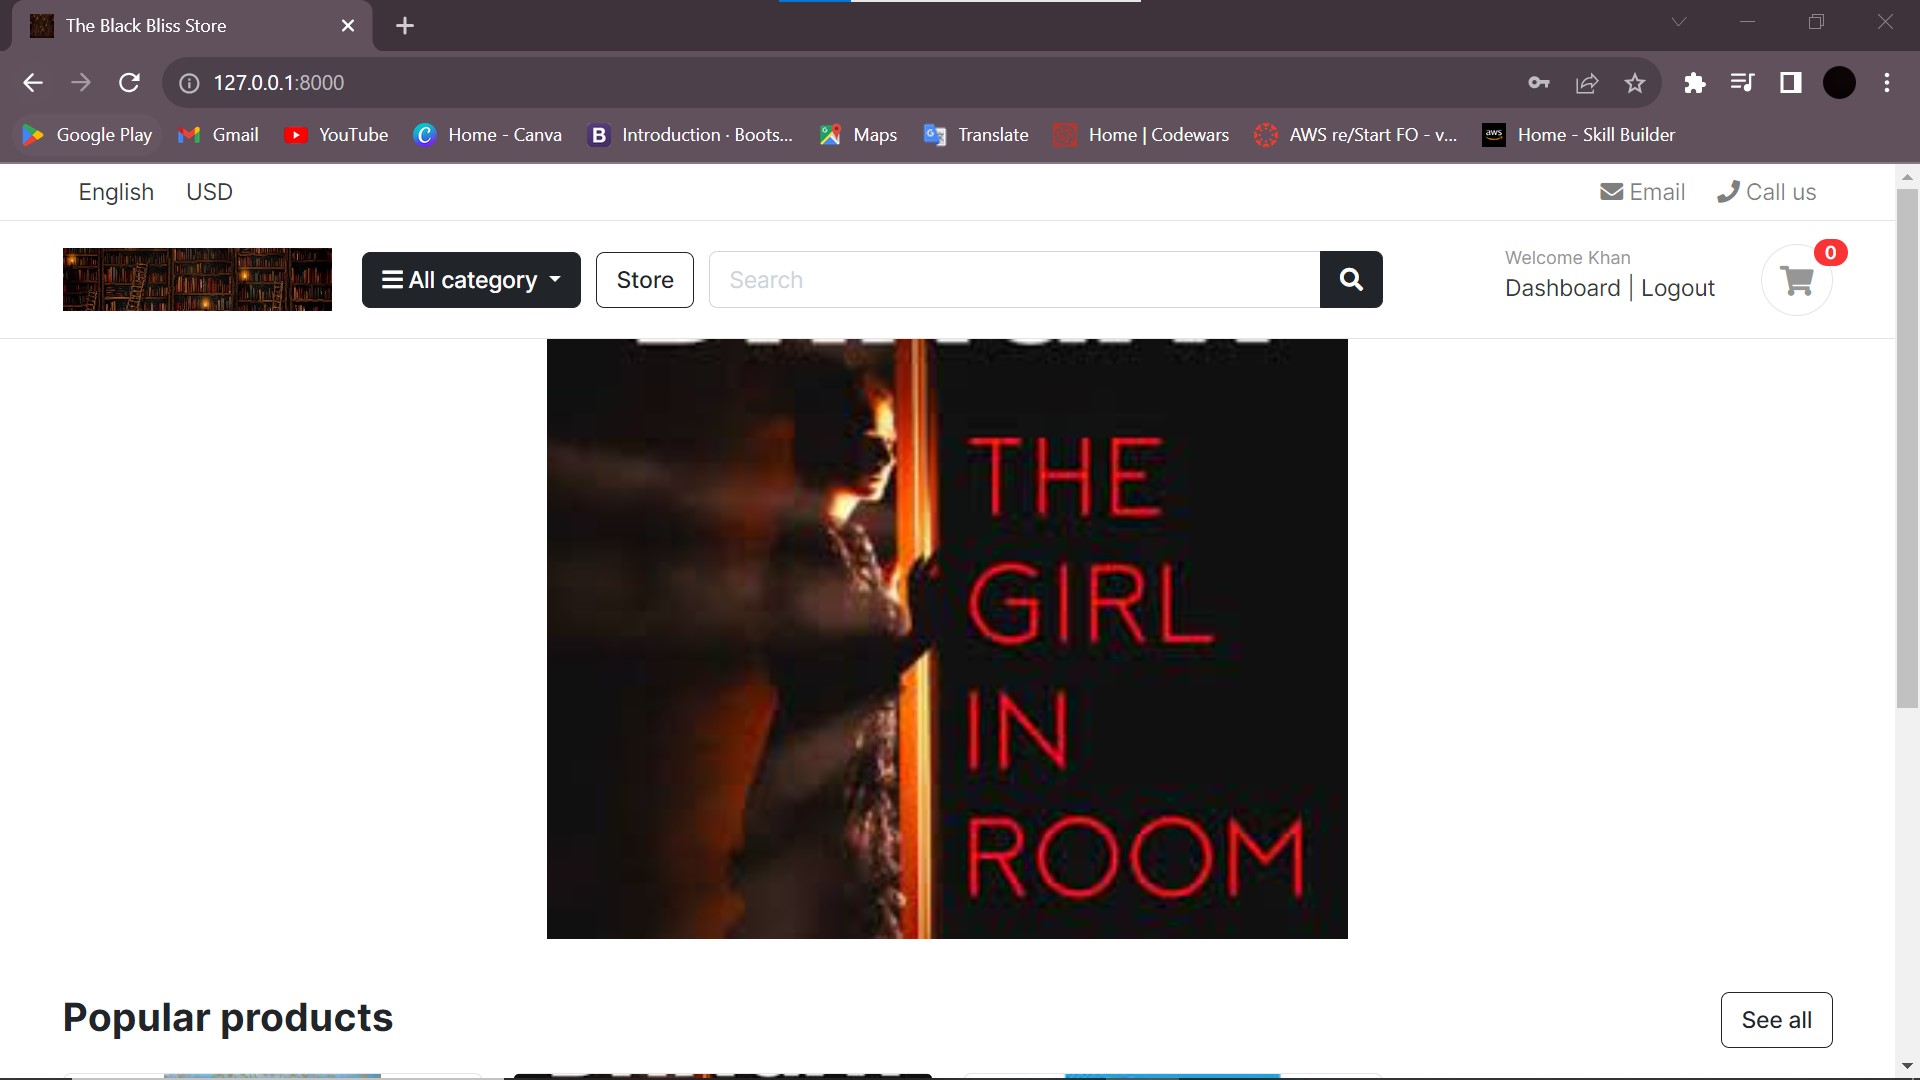 The Black Bliss Store
127.0.0.1:8000
Google Play Gmail YouTube Home - Canva Introduction · Boots... Maps Translate Home | Codewars AWS re/Start FO - v... Home - Skill Builder
English USD Email Call us
All category Store Search
Welcome Khan
Dashboard | Logout
0
THE
GIRL
IN
ROOM
Popular products
See all